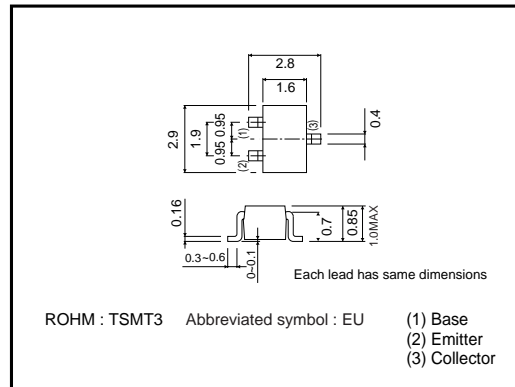 2.8
1.6
2.9
1.9
0.95
0.95
(1)
(2)
(3)
0.4
0.16
0.3~0.6
0~0.1
0.7
0.85
1.0MAX
Each lead has same dimensions
ROHM : TSMT3 Abbreviated symbol : EU
(1) Base
(2) Emitter
(3) Collector